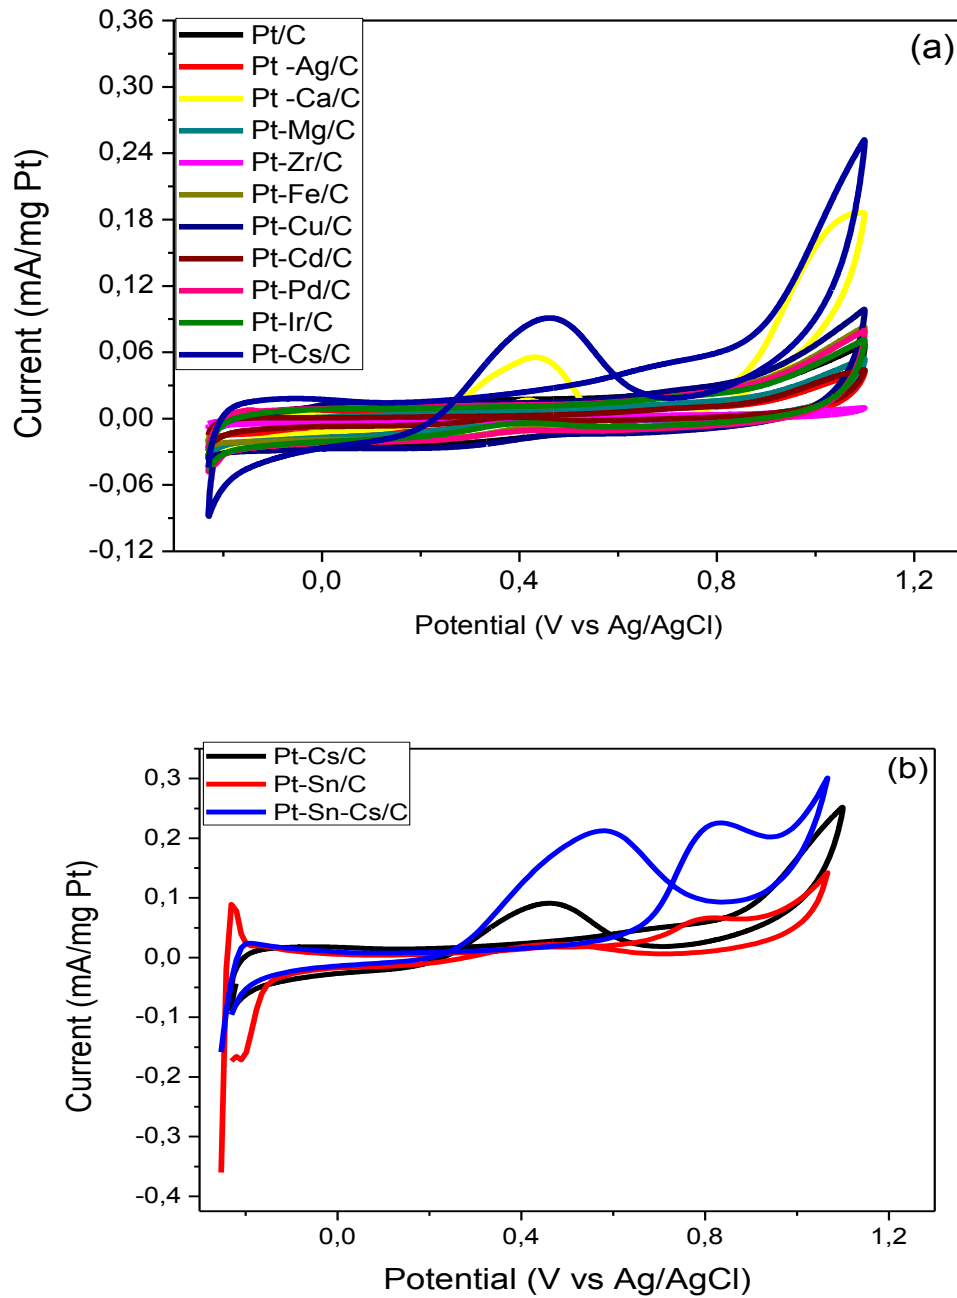 (a)
Pt/C
Pt -Ag/C
Pt -Ca/C
Pt-Mg/C
Pt-Zr/C
Pt-Fe/C
Pt-Cu/C
Pt-Cd/C
Pt-Pd/C
Pt-Ir/C
Pt-Cs/C
0,36
0,30
0,24
0,18
0,12
0,06
0,00
-0,06
-0,12
Current (mA/mg Pt)
0,0 0,4 0,8 1,2
Potential (V vs Ag/AgCl)
(b)
Pt-Cs/C
Pt-Sn/C
Pt-Sn-Cs/C
0,3
0,2
0,1
0,0
-0,1
-0,2
-0,3
-0,4
Current (mA/mg Pt)
0,0 0,4 0,8 1,2
Potential (V vs Ag/AgCl)